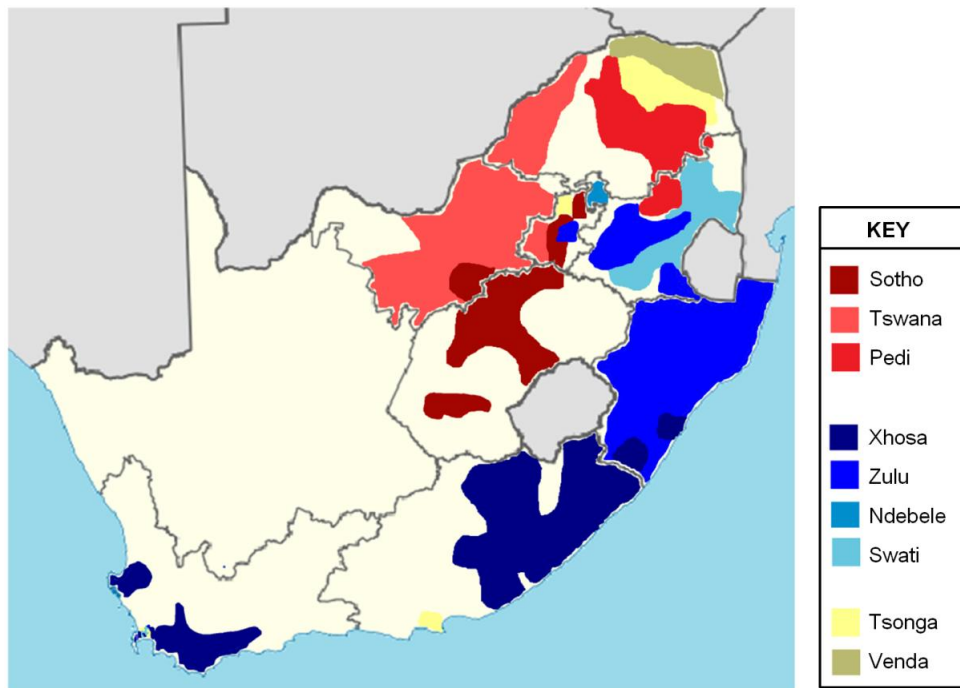 KEY
Sotho
Tswana
Pedi
Xhosa
Zulu
Ndebele
Swati
Tsonga
Venda